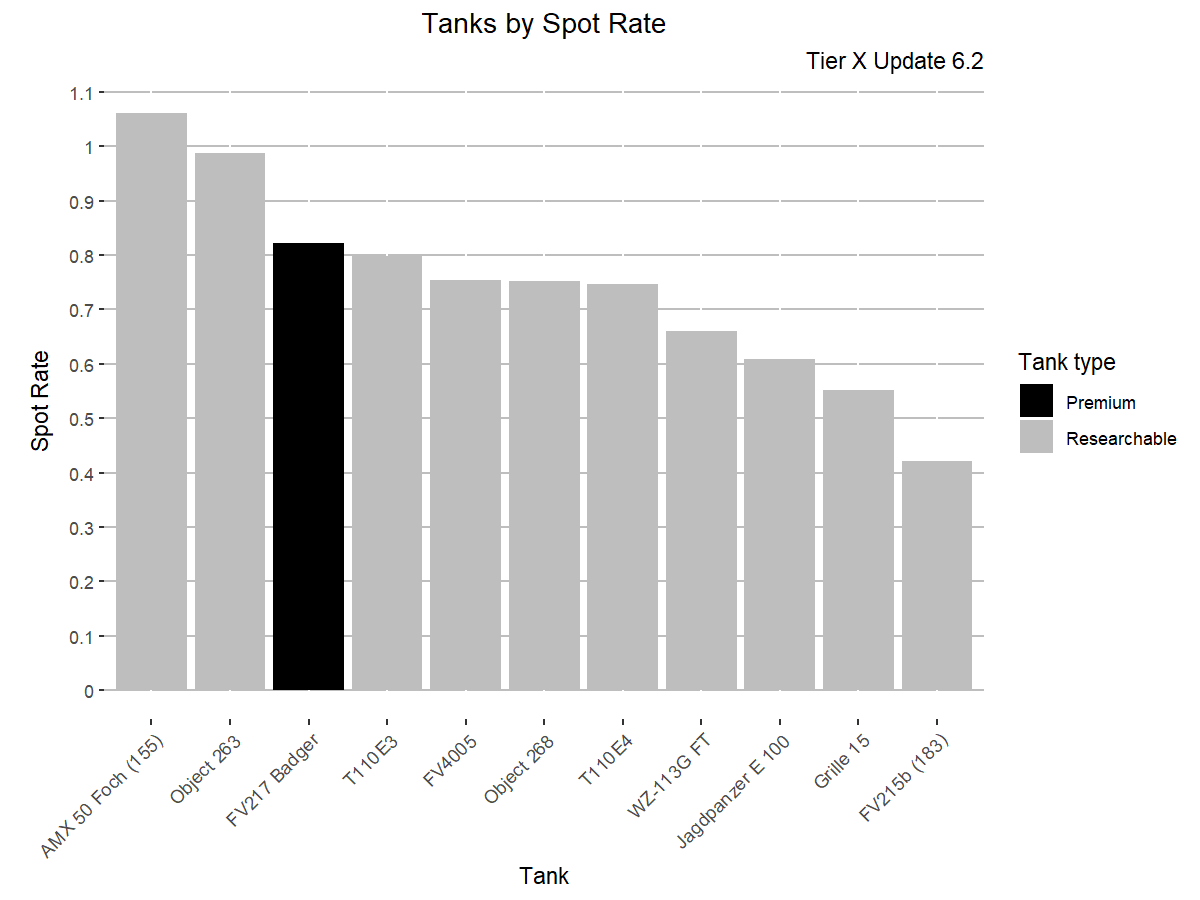 Tanks by Spot Rate
Tier X Update 6.2
1.1
1
0.9
0.8
0.7
0.6
0.5
0.4
0.3
0.2
0.1
0
Spot Rate
AMX 50 Foch (155)
Object 263
FV217 Badger
T110E3
FV4005
Object 268
T110E4
WZ-113G FT
Jagdpanzer E 100
Grille 15
FV215b (183)
Tank
Tank type
Premium
Researchable